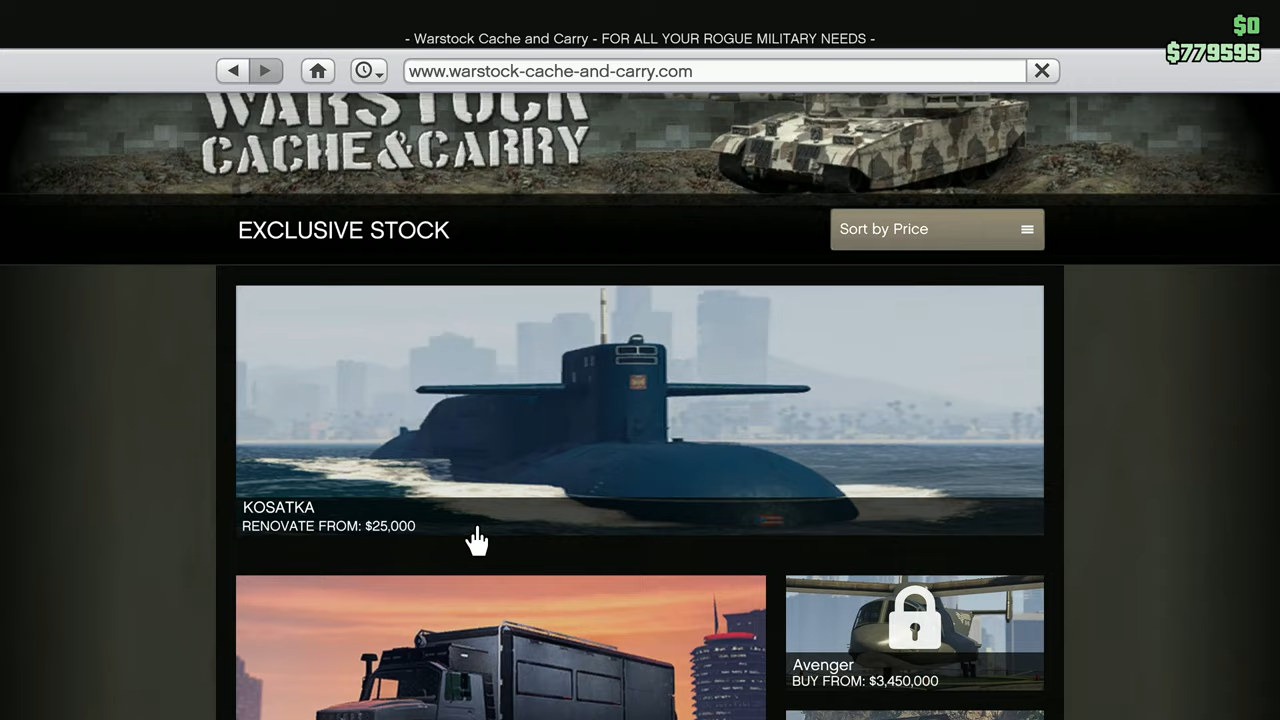 - Warstock Cache and Carry - FOR ALL YOUR ROGUE MILITARY NEEDS -
$0
$779595
www.warstock-cache-and-carry.com
WARSTOCK
CACHE&CARRY
EXCLUSIVE STOCK
Sort by Price
KOSATKA
RENOVATE FROM: $25,000
Avenger
BUY FROM: $3,450,000